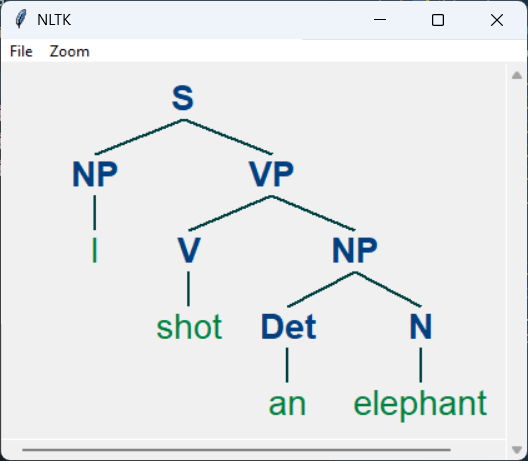 NLTK
File Zoom
S
NP VP
I V NP
shot Det N
an elephant